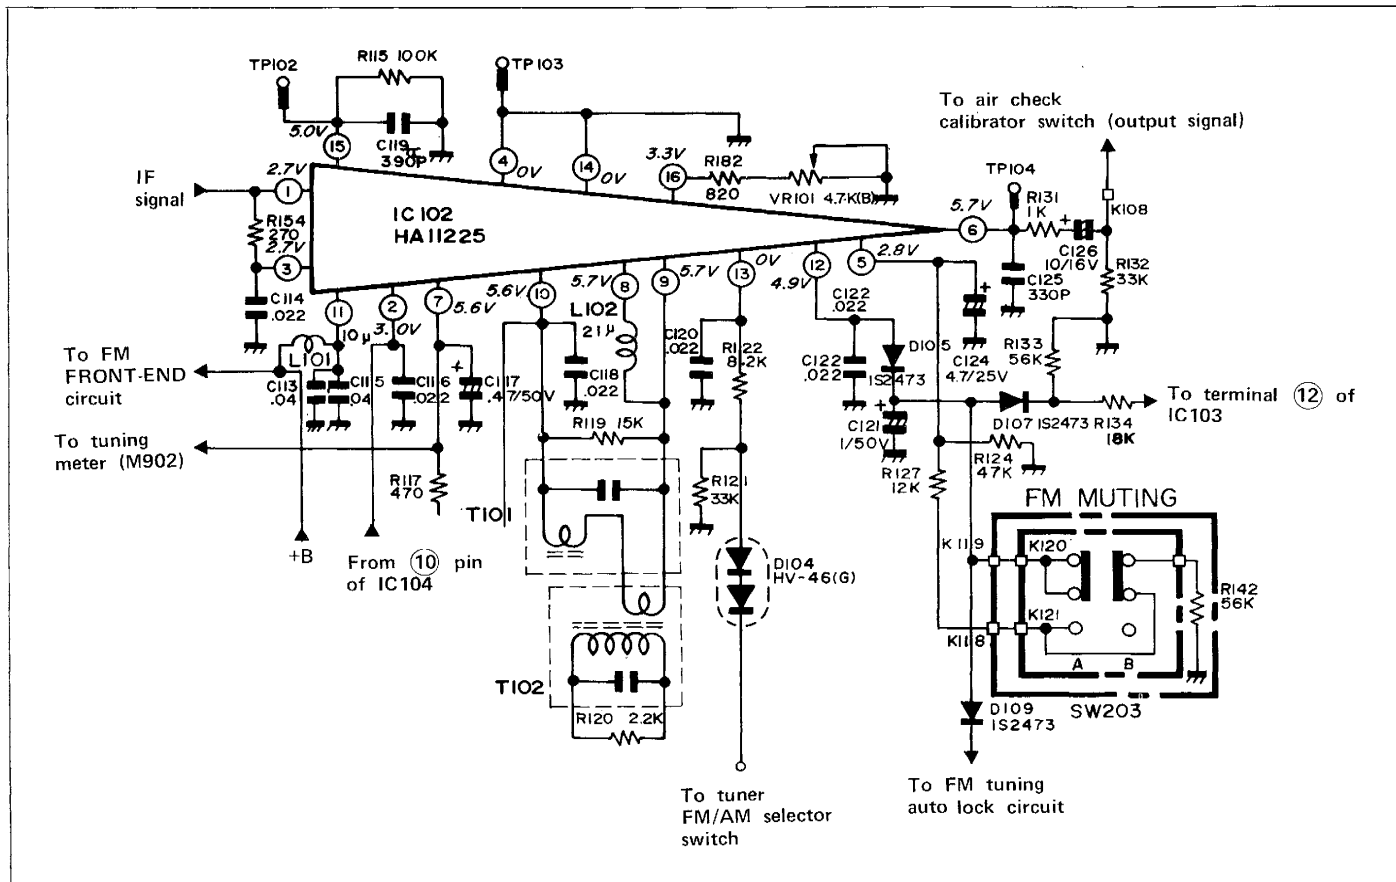 TP102
R115 100K
5.0V
15
C119
390P
TP103
4
0V
14
0V
3.3V
16
R182
820
VR101 4.7K(B)
To air check
calibrator switch (output signal)
IF
signal
2.7V
1
R154
270
2.7V
3
IC102
HA11225
TP104
5.7V
6
R131
1K
+
C126
10/16V
K108
C125
330P
R132
33K
C114
.022
11
10μ
L101
2
3.0V
7
5.6V
5.6V
10
5.7V
8
L102
21μ
9
5.7V
13
0V
12
4.9V
5
2.8V
To FM
FRONT-END
circuit
C113
.04
C115
.04
C116
.022
+
C117
.47/50V
C118
.022
C120
.022
R122
8.2K
C122
.022
C122
.022
D105
1S2473
+
C124
4.7/25V
R133
56K
To tuning
meter (M902)
R119 15K
+
C121
1/50V
D107 1S2473
R134
18K
To terminal 12 of
IC103
R117
470
T101
R121
33K
R127
12K
R124
47K
+B
From 10 pin
of IC104
D104
HV-46(G)
FM MUTING
K119
K120
K118
K121
A
B
R142
56K
SW203
T102
R120 2.2K
D109
1S2473
To tuner
FM/AM selector
switch
To FM tuning
auto lock circuit